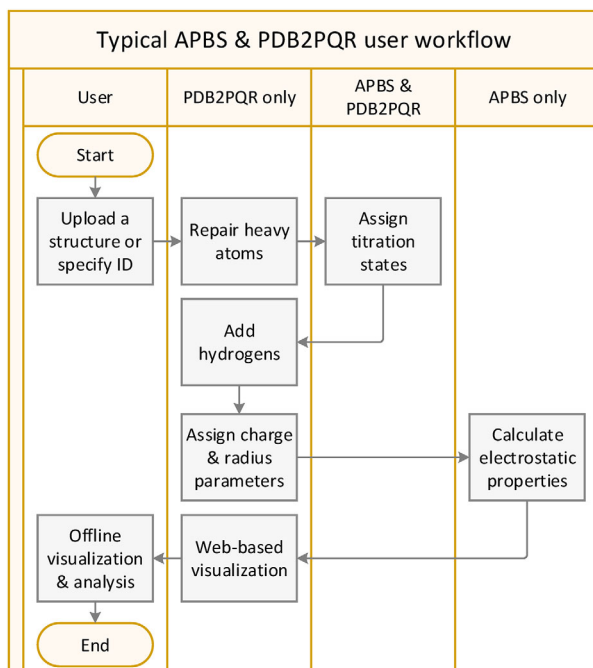 Typical APBS & PDB2PQR user workflow
User
PDB2PQR only
APBS &
PDB2PQR
APBS only
Start
Upload a
structure or
specify ID
Repair heavy
atoms
Assign
titration
states
Add
hydrogens
Assign charge
& radius
parameters
Calculate
electrostatic
properties
Offline
visualization
& analysis
Web-based
visualization
End